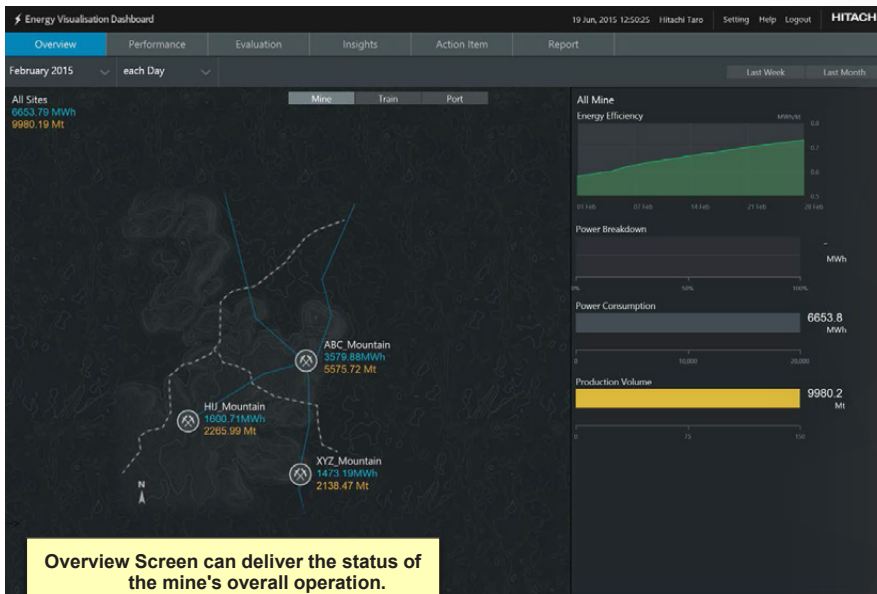 Energy Visualisation Dashboard
19 Jun, 2015 12:50:25 Hitachi Taro Setting Help Logout HITACH
Overview Performance Evaluation Insights Action Item Report
February 2015 each Day Last Week Last Month
All Sites
6653.79 MWh
9980.19 Mt
Mine Train Port
ABC_Mountain
3579.88MWh
5575.72 Mt
HIJ_Mountain
1600.71MWh
2265.99 Mt
XYZ_Mountain
1473.19MWh
2138.47 Mt
N
All Mine
Energy Efficiency
0.8
0.7
0.6
0.5
01 Feb 07 Feb 14 Feb 21 Feb 28 Feb
Power Breakdown
-
MWh
0% 50% 100%
Power Consumption
6653.8
MWh
0 10,000 20,000
Production Volume
9980.2
Mt
0 75 150
Overview Screen can deliver the status of
the mine's overall operation.